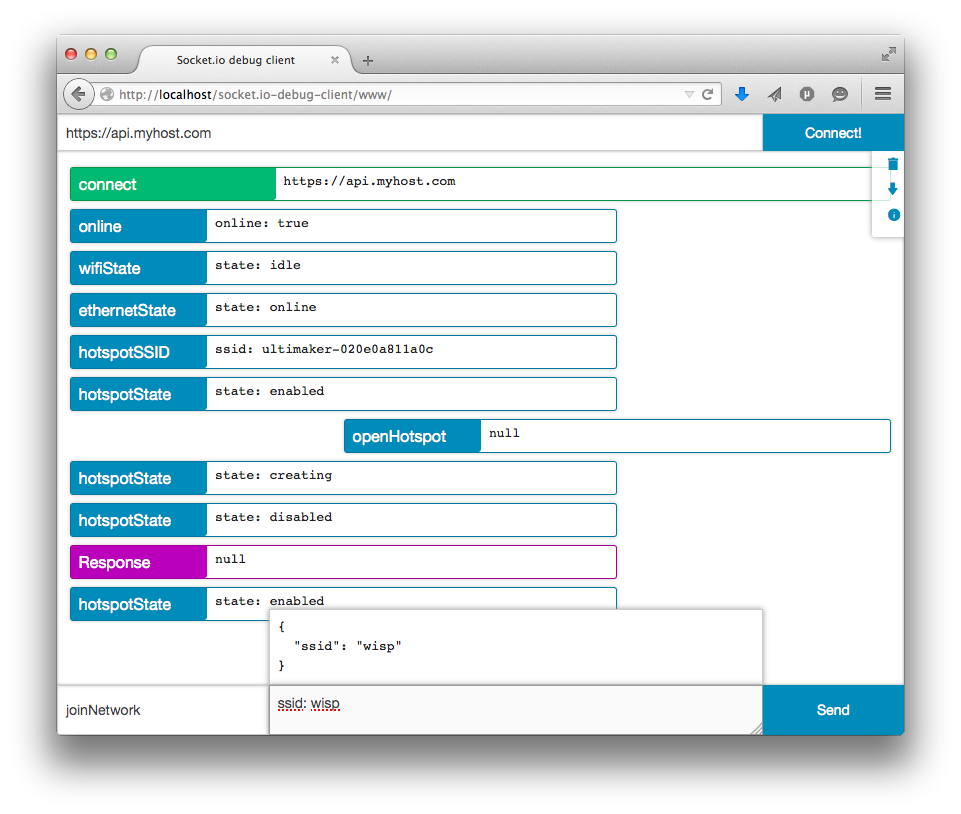 Socket.io debug client
http://localhost/socket.io-debug-client/www/
https://api.myhost.com
Connect!
connect
https://api.myhost.com
online
online: true
wifiState
state: idle
ethernetState
state: online
hotspotSSID
ssid: ultimaker-020e0a811a0c
hotspotState
state: enabled
openHotspot
null
hotspotState
state: creating
hotspotState
state: disabled
Response
null
hotspotState
state: enabled
{
"ssid": "wisp"
}
joinNetwork
ssid: wisp
Send